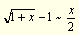 √(1+x) − 1 ~ x/2